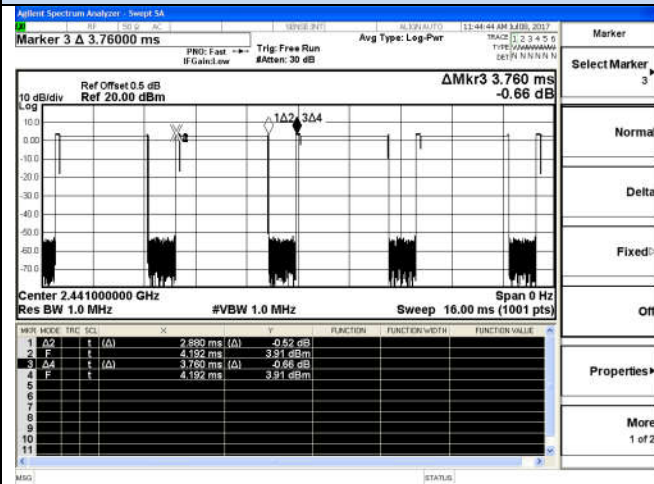 Agilent Spectrum Analyzer - Swept SA
RF 50 Ω AC SENSE:INT ALIGN AUTO 11:44:44 AM Jul 08, 2017
Marker 3 Δ 3.76000 ms
PNO: Fast
IFGain:Low
Trig: Free Run
#Atten: 30 dB
Avg Type: Log-Pwr
TRACE 1 2 3 4 5 6
TYPE
DET N N N N N N
Marker
Select Marker
3
Normal
Delta
Fixed
Off
Properties
More
1 of 2
Ref Offset 0.5 dB
10 dB/div Ref 20.00 dBm
Log
ΔMkr3 3.760 ms
-0.66 dB
10.0
0.00
-10.0
-20.0
-30.0
-40.0
-50.0
-60.0
-70.0
1Δ2 3Δ4
Center 2.441000000 GHz Span 0 Hz
Res BW 1.0 MHz #VBW 1.0 MHz Sweep 16.00 ms (1001 pts)
MKR MODE TRC SCL X Y FUNCTION FUNCTION WIDTH FUNCTION VALUE
1 Δ2 t (Δ) 2.880 ms (Δ) -0.52 dB
2 F t 4.192 ms 3.91 dBm
3 Δ4 t (Δ) 3.760 ms (Δ) -0.66 dB
4 F t 4.192 ms 3.91 dBm
5
6
7
8
9
10
11
MSG STATUS